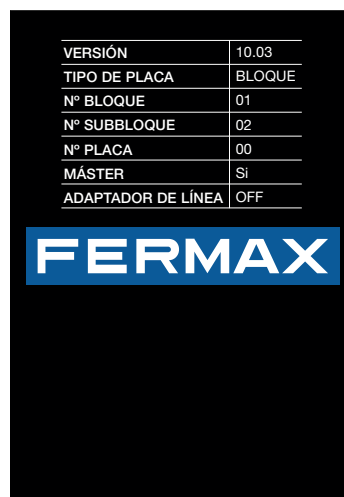 VERSIÓN 10.03
TIPO DE PLACA BLOQUE
Nº BLOQUE 01
Nº SUBBLOQUE 02
Nº PLACA 00
MÁSTER Si
ADAPTADOR DE LÍNEA OFF
FERMAX